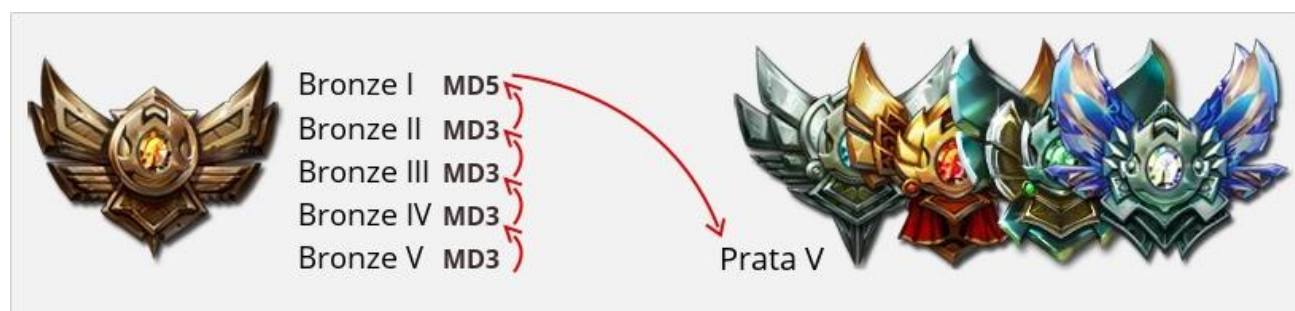 Bronze I MD5
Bronze II MD3
Bronze III MD3
Bronze IV MD3
Bronze V MD3
Prata V